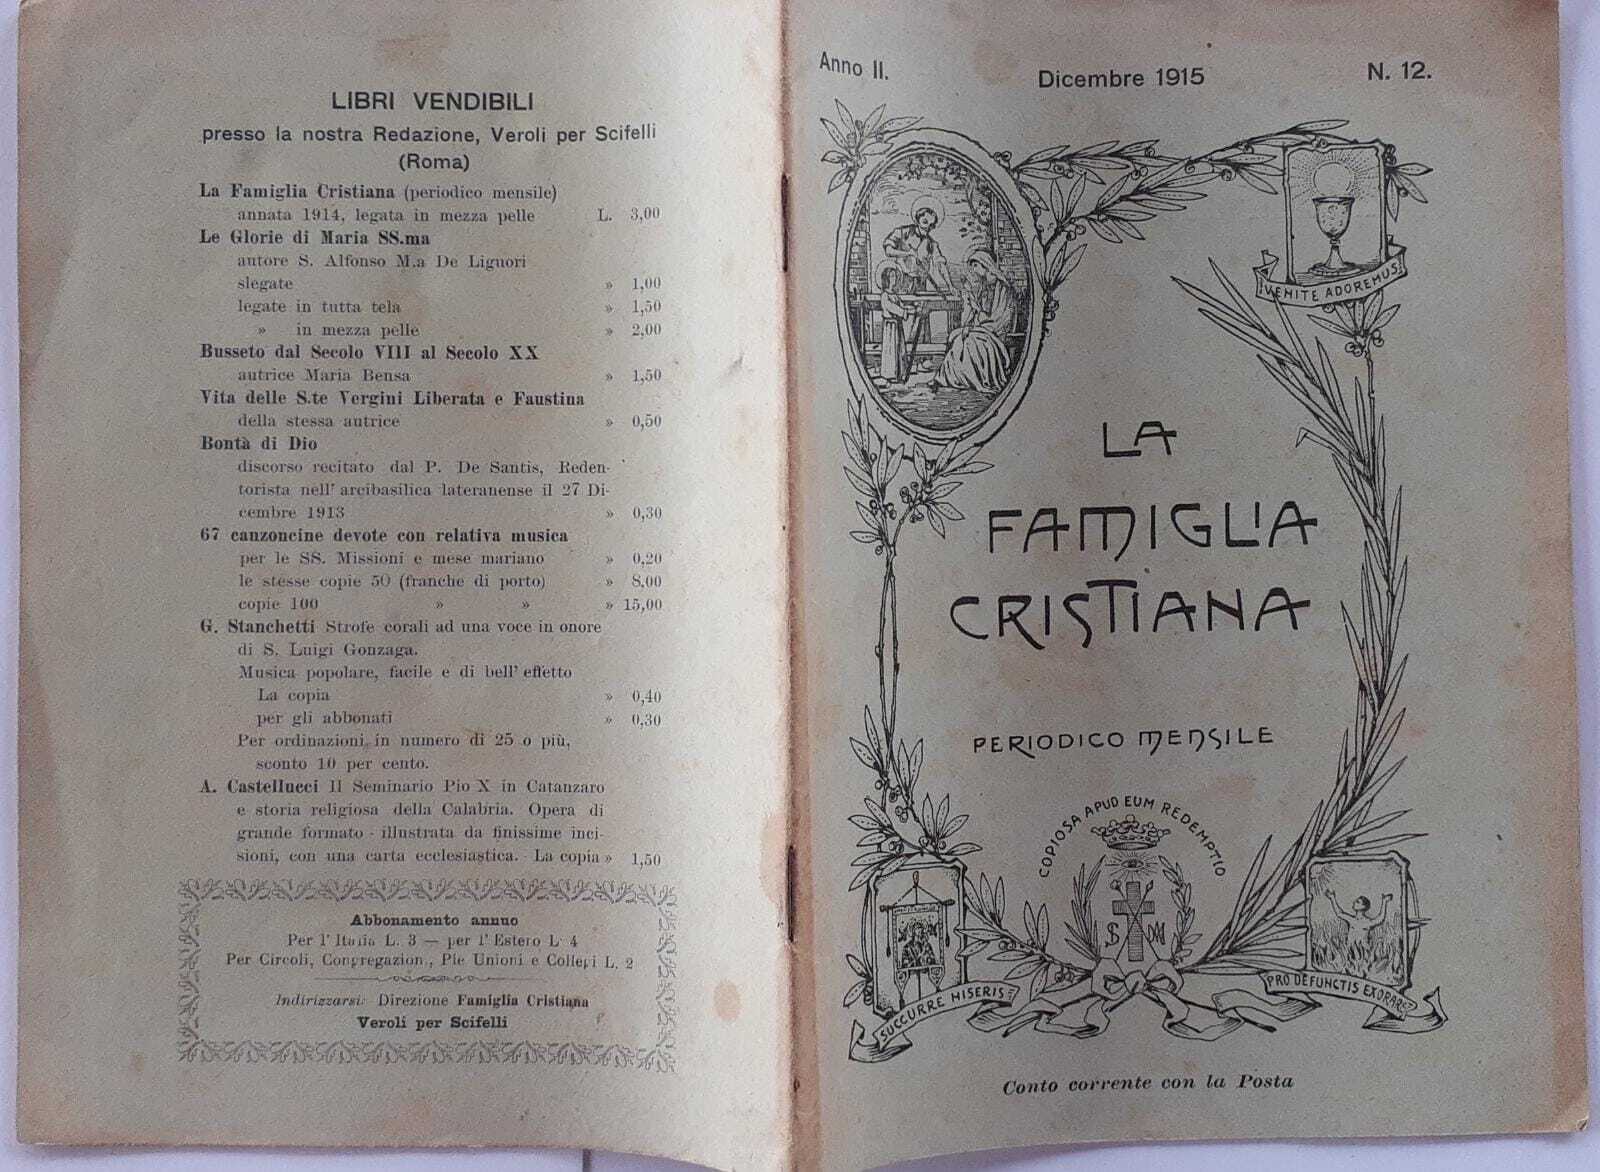 LIBRI VENDIBILI
presso la nostra Redazione, Veroli per Scifelli
(Roma)
La Famiglia Cristiana (periodico mensile)
annata 1914, legata in mezza pelle L. 3,00
Le Glorie di Maria SS.ma
autore S. Alfonso M.a De Liguori
slegate » 1,00
legate in tutta tela » 1,50
» in mezza pelle » 2,00
Busseto dal Secolo VIII al Secolo XX
autrice Maria Bensa » 1,50
Vita delle S.te Vergini Liberata e Faustina
della stessa autrice » 0,50
Bontà di Dio
discorso recitato dal P. De Santis, Reden-
torista nell' arcibasilica lateranense il 27 Di-
cembre 1913 » 0,30
67 canzoncine devote con relativa musica
per le SS. Missioni e mese mariano » 0,20
le stesse copie 50 (franche di porto) » 8,00
copie 100 » » » 15,00
G. Stanchetti Strofe corali ad una voce in onore
di S. Luigi Gonzaga.
Musica popolare, facile e di bell' effetto
La copia » 0,40
per gli abbonati » 0,30
Per ordinazioni in numero di 25 o più,
sconto 10 per cento.
A. Castellucci Il Seminario Pio X in Catanzaro
e storia religiosa della Calabria. Opera di
grande formato - illustrata da finissime inci-
sioni, con una carta ecclesiastica. La copia » 1,50
Abbonamento annuo
Per l' Italia L. 3 — per l' Estero L 4
Per Circoli, Congregazion., Pie Unioni e Collegi L. 2
Indirizzarsi: Direzione Famiglia Cristiana
Veroli per Scifelli
Anno II.
Dicembre 1915
N. 12.
VENITE ADOREMUS
LA
FAMIGLIA
CRISTIANA
PERIODICO MENSILE
COPIOSA APUD EUM REDEMPTIO
SUCCURRE MISERIS
PRO DEFUNCTIS EXORARE
Conto corrente con la Posta